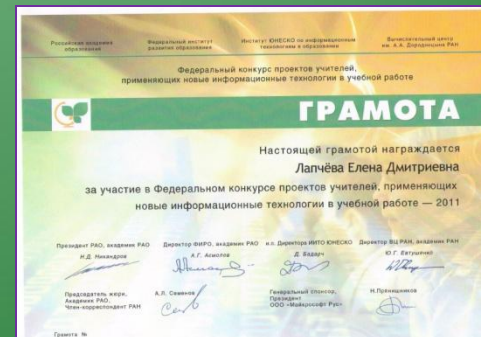 Российская академия образования
Федеральный институт развития образования
Институт ЮНЕСКО по информационным технологиям в образовании
Вычислительный центр им. А.А. Дородницына РАН
Федеральный конкурс проектов учителей,
применяющих новые информационные технологии в учебной работе
ГРАМОТА
Настоящей грамотой награждается
Лапчёва Елена Дмитриевна
за участие в Федеральном конкурсе проектов учителей, применяющих
новые информационные технологии в учебной работе — 2011
Президент РАО, академик РАО
Н.Д. Никандров
Директор ФИРО, академик РАО
А.Г. Асмолов
и.о. Директора ИИТО ЮНЕСКО
Д. Бадарч
Директор ВЦ РАН, академик РАН
Ю.Г. Евтушенко
Председатель жюри,
Академик РАО,
Член-корреспондент РАН
А.Л. Семенов
Генеральный спонсор,
Президент
ООО «Майкрософт Рус»
Н.Прянишников
Грамота №